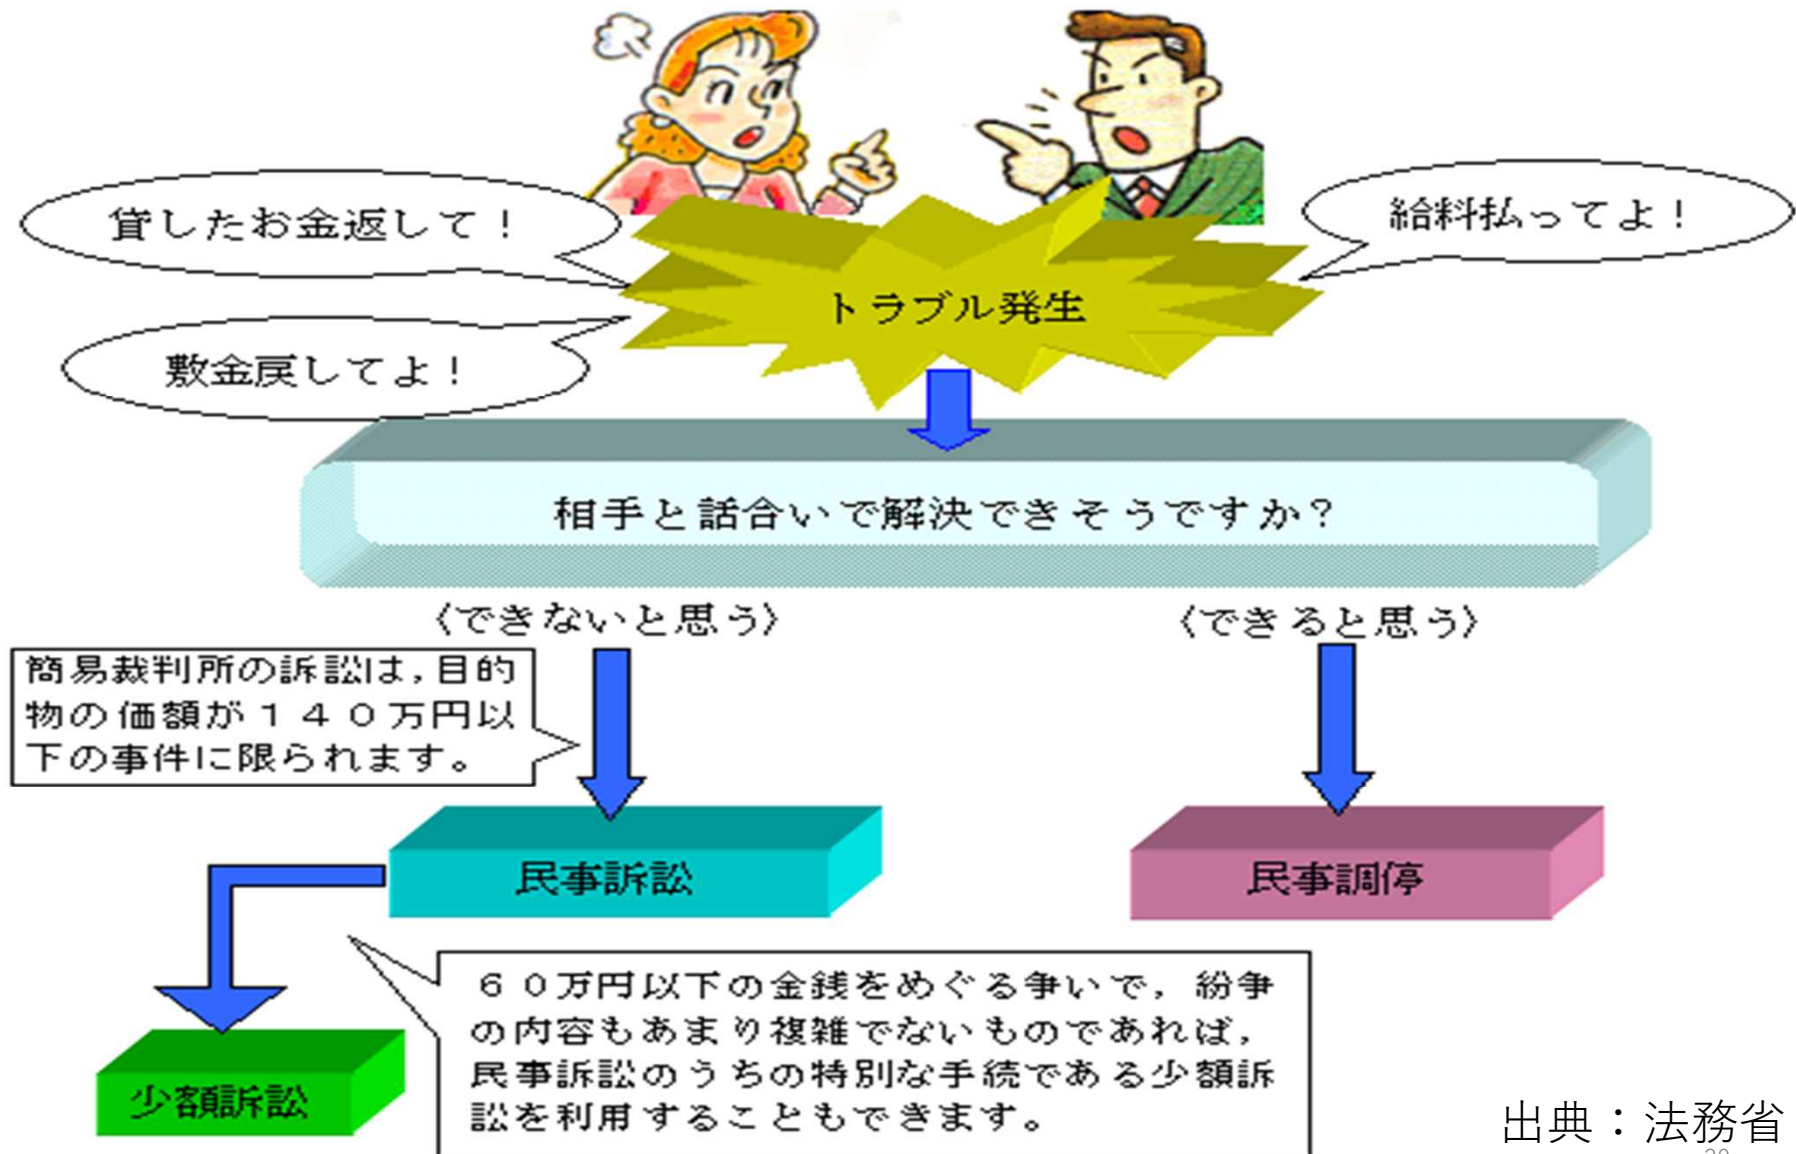 貸したお金返して！
給料払ってよ！
トラブル発生
敷金戻してよ！
相手と話合いで解決できそうですか？
〈できないと思う〉
〈できると思う〉
簡易裁判所の訴訟は，目的
物の価額が１４０万円以
下の事件に限られます。
民事訴訟
民事調停
６０万円以下の金銭をめぐる争いで，紛争
の内容もあまり複雑でないものであれば，
民事訴訟のうちの特別な手続である少額訴
訟を利用することもできます。
少額訴訟
出典：法務省